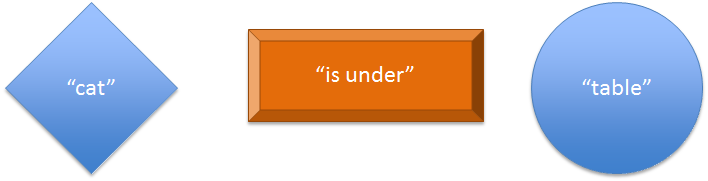 “cat”
“is under”
“table”